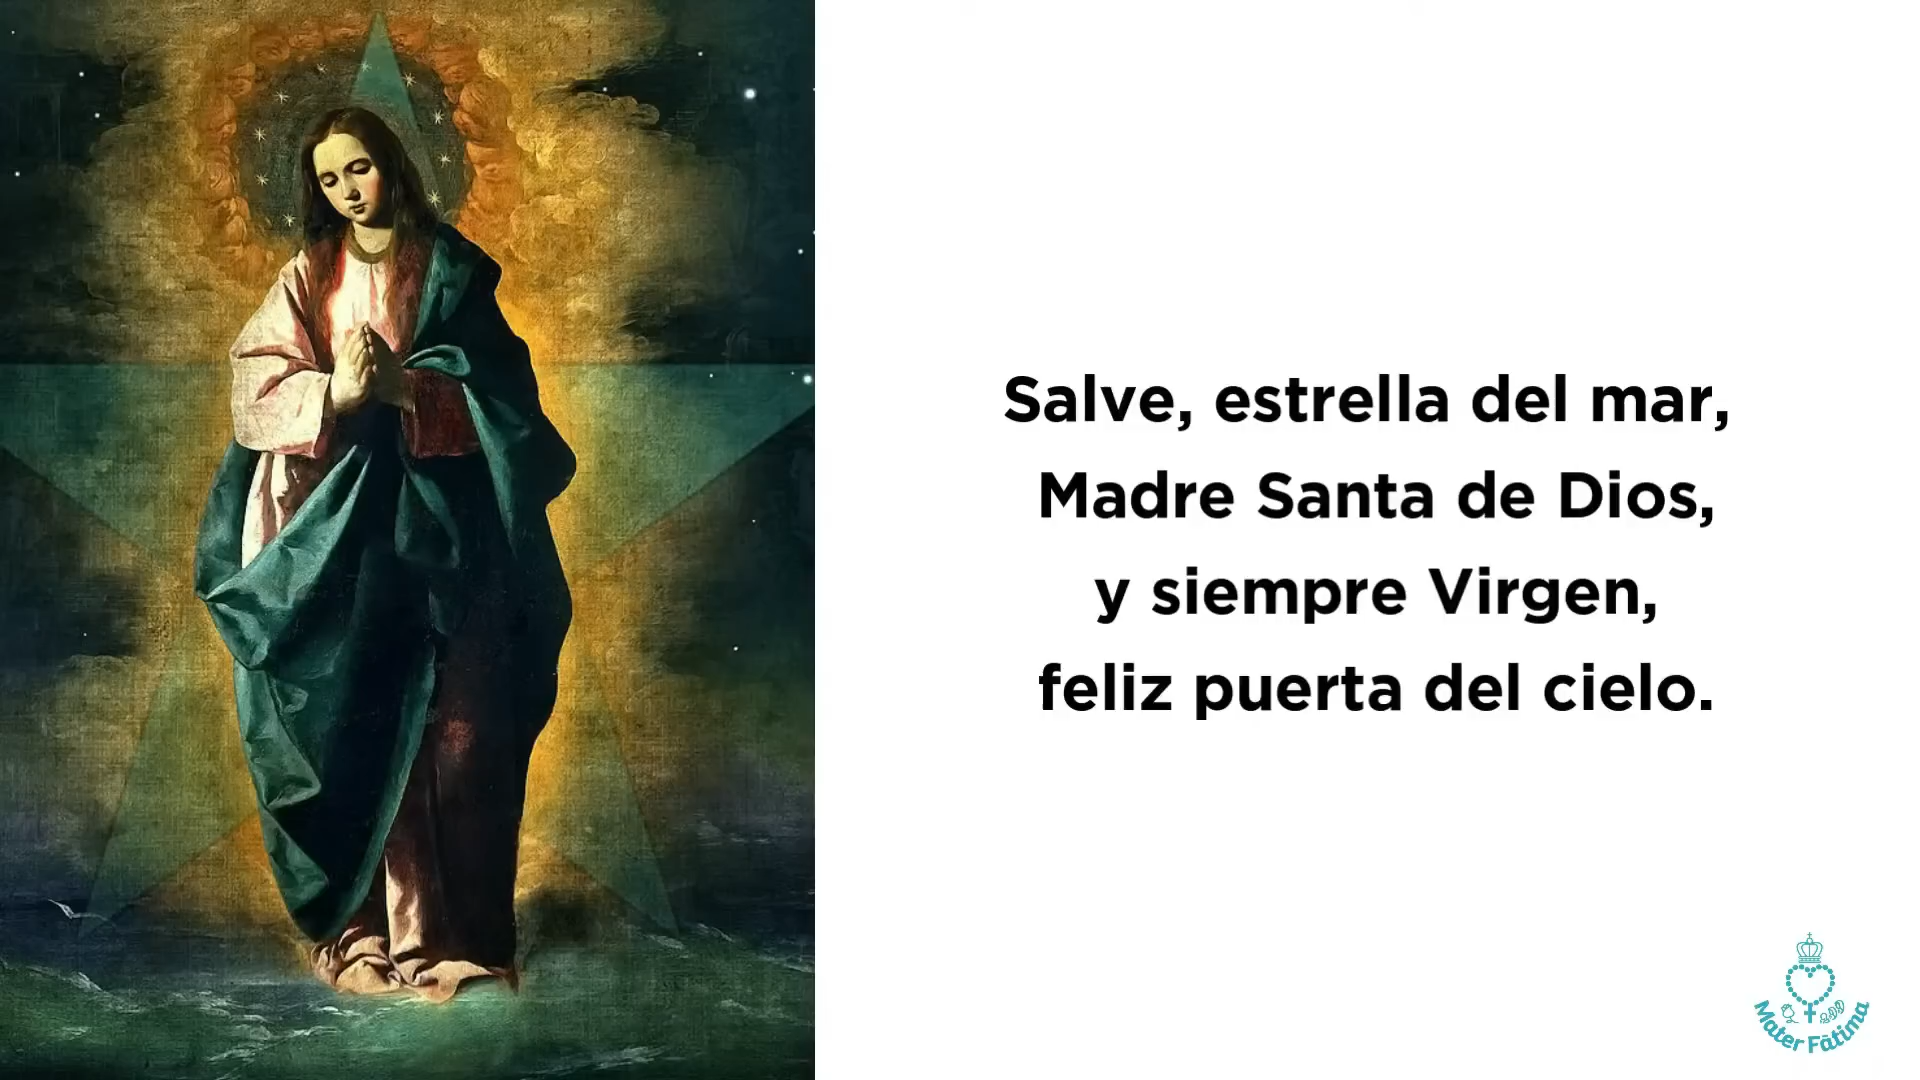 Salve, estrella del mar,
Madre Santa de Dios,
y siempre Virgen,
feliz puerta del cielo.
Mater Fátima